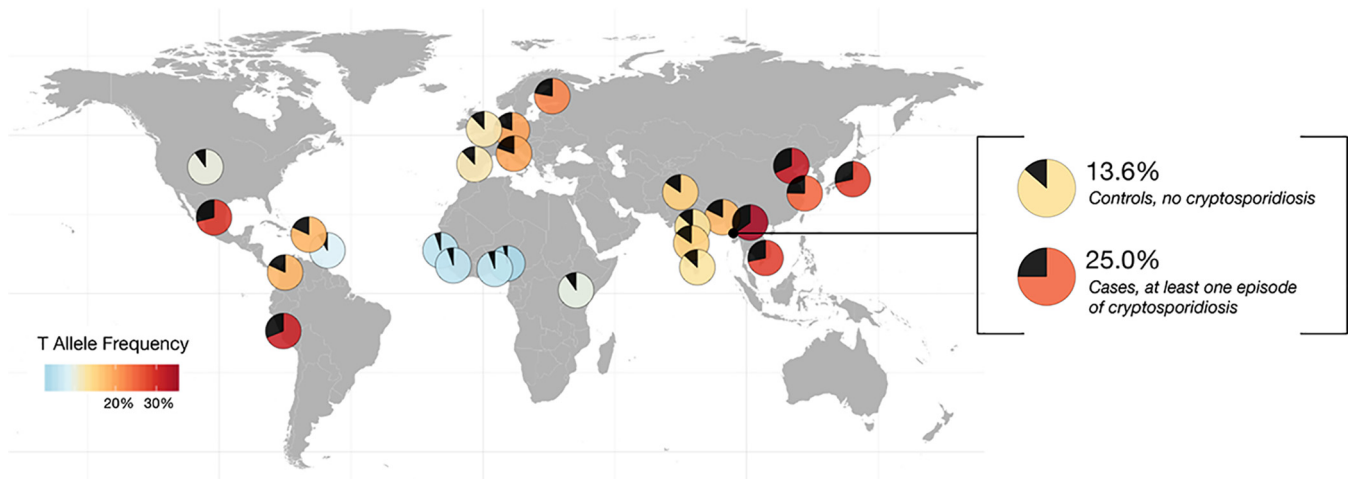 13.6%
Controls, no cryptosporidiosis
25.0%
Cases, at least one episode
of cryptosporidiosis
T Allele Frequency
20% 30%